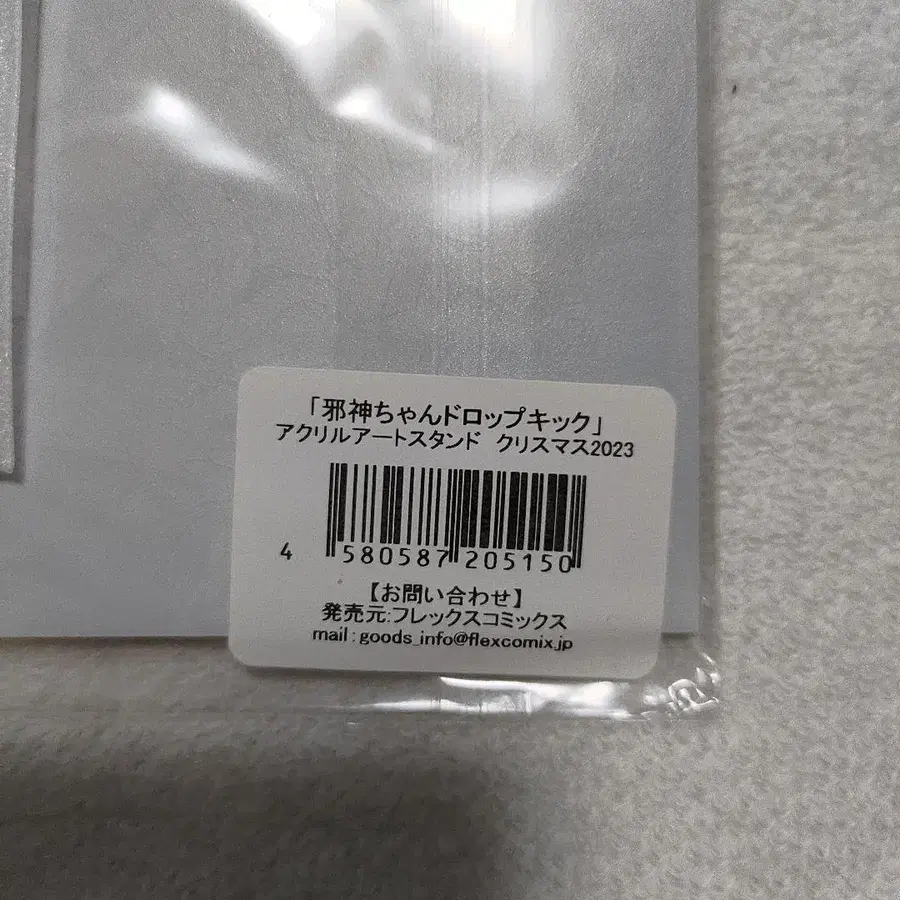 「邪神ちゃんドロップキック」
アクリルアートスタンド クリスマス2023
4 580587 205150
【お問い合わせ】
発売元:フレックスコミックス
mail:goods_info@flexcomix.jp